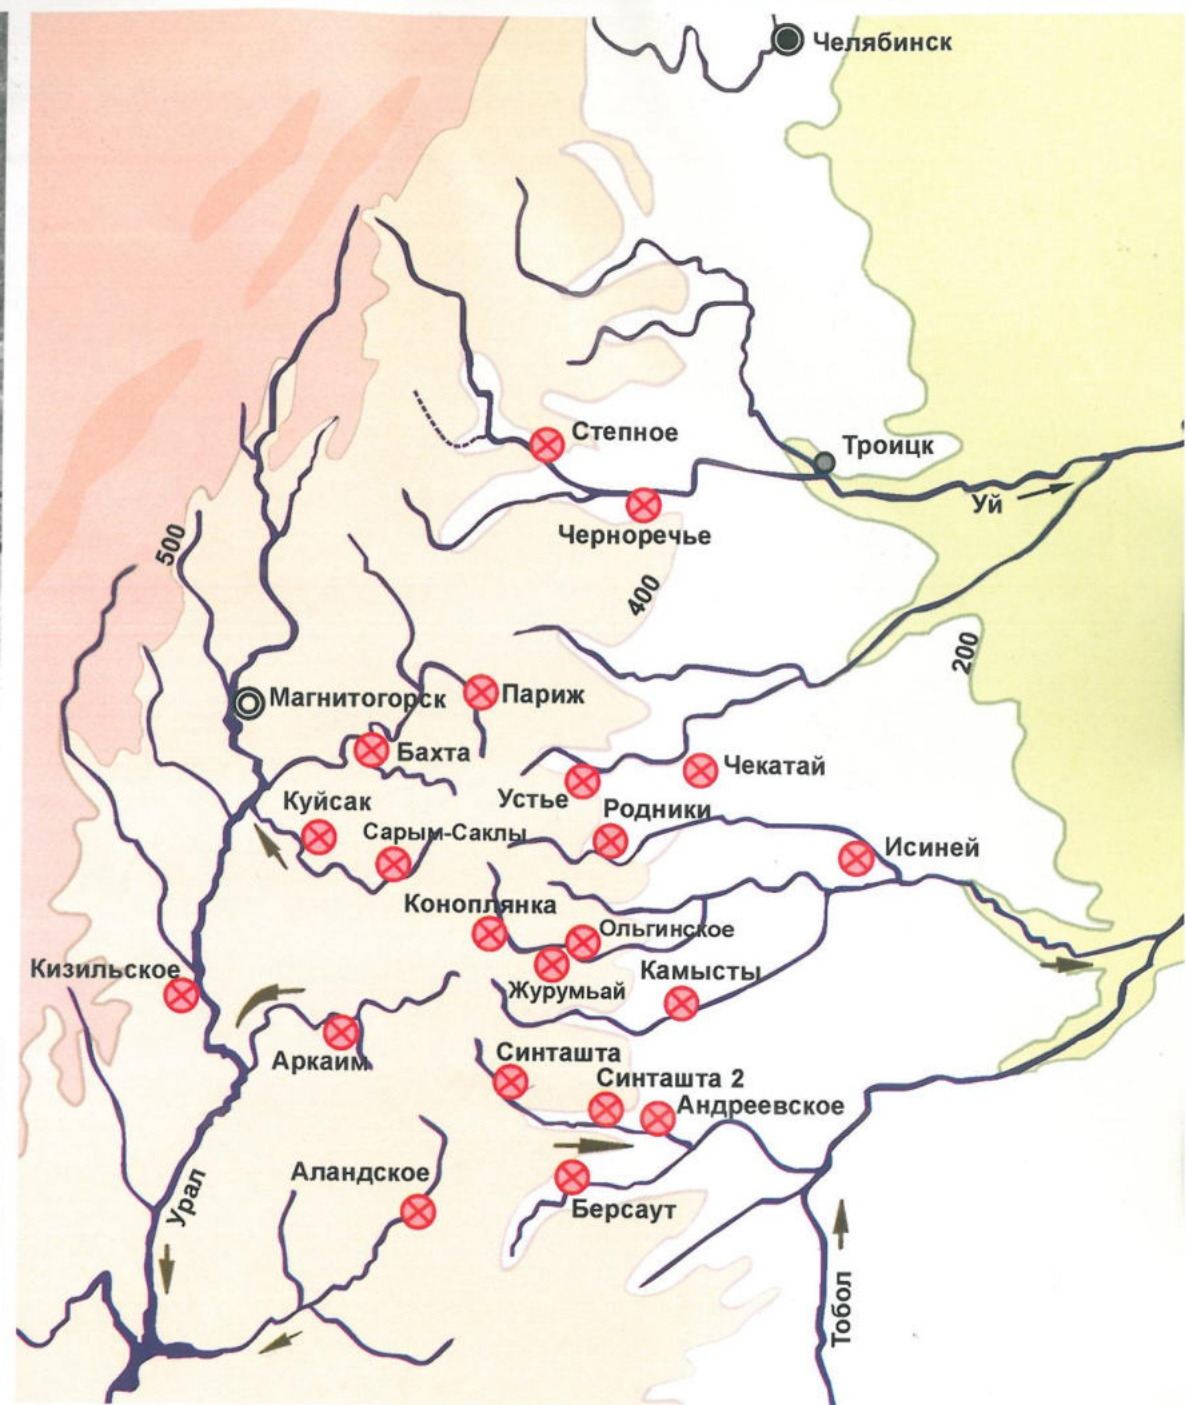 Челябинск
Степное
Троицк
Уй
Черноречье
500
400
200
Магнитогорск
Париж
Бахта
Чекатай
Устье
Куйсак
Родники
Сарым-Саклы
Исиней
Коноплянка
Ольгинское
Кизильское
Журумьай
Камысты
Аркаим
Синташта
Синташта 2
Андреевское
Аландское
Урал
Берсаут
Тобол